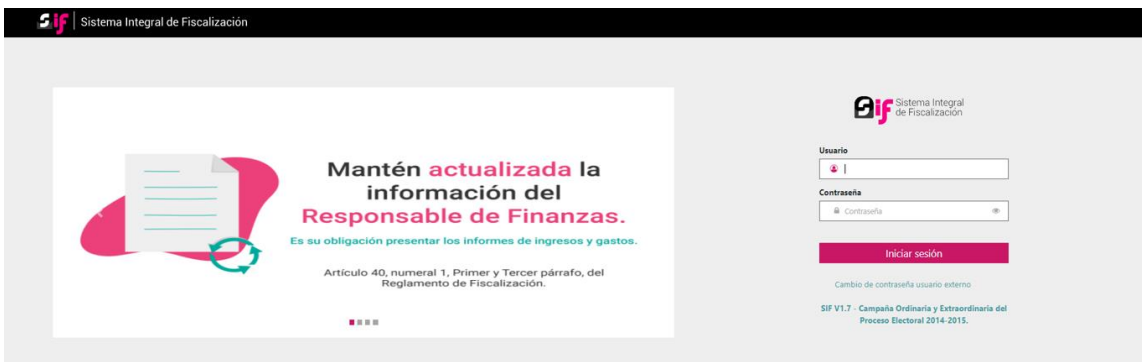 Sif Sistema Integral de Fiscalización
Mantén actualizada la
información del
Responsable de Finanzas.
Es su obligación presentar los informes de ingresos y gastos.
Artículo 40, numeral 1, Primer y Tercer párrafo, del
Reglamento de Fiscalización.
Sif Sistema Integral
de Fiscalización
Usuario
Contraseña
Contraseña
Iniciar sesión
Cambio de contraseña usuario externo
SIF V1.7 - Campaña Ordinaria y Extraordinaria del
Proceso Electoral 2014-2015.